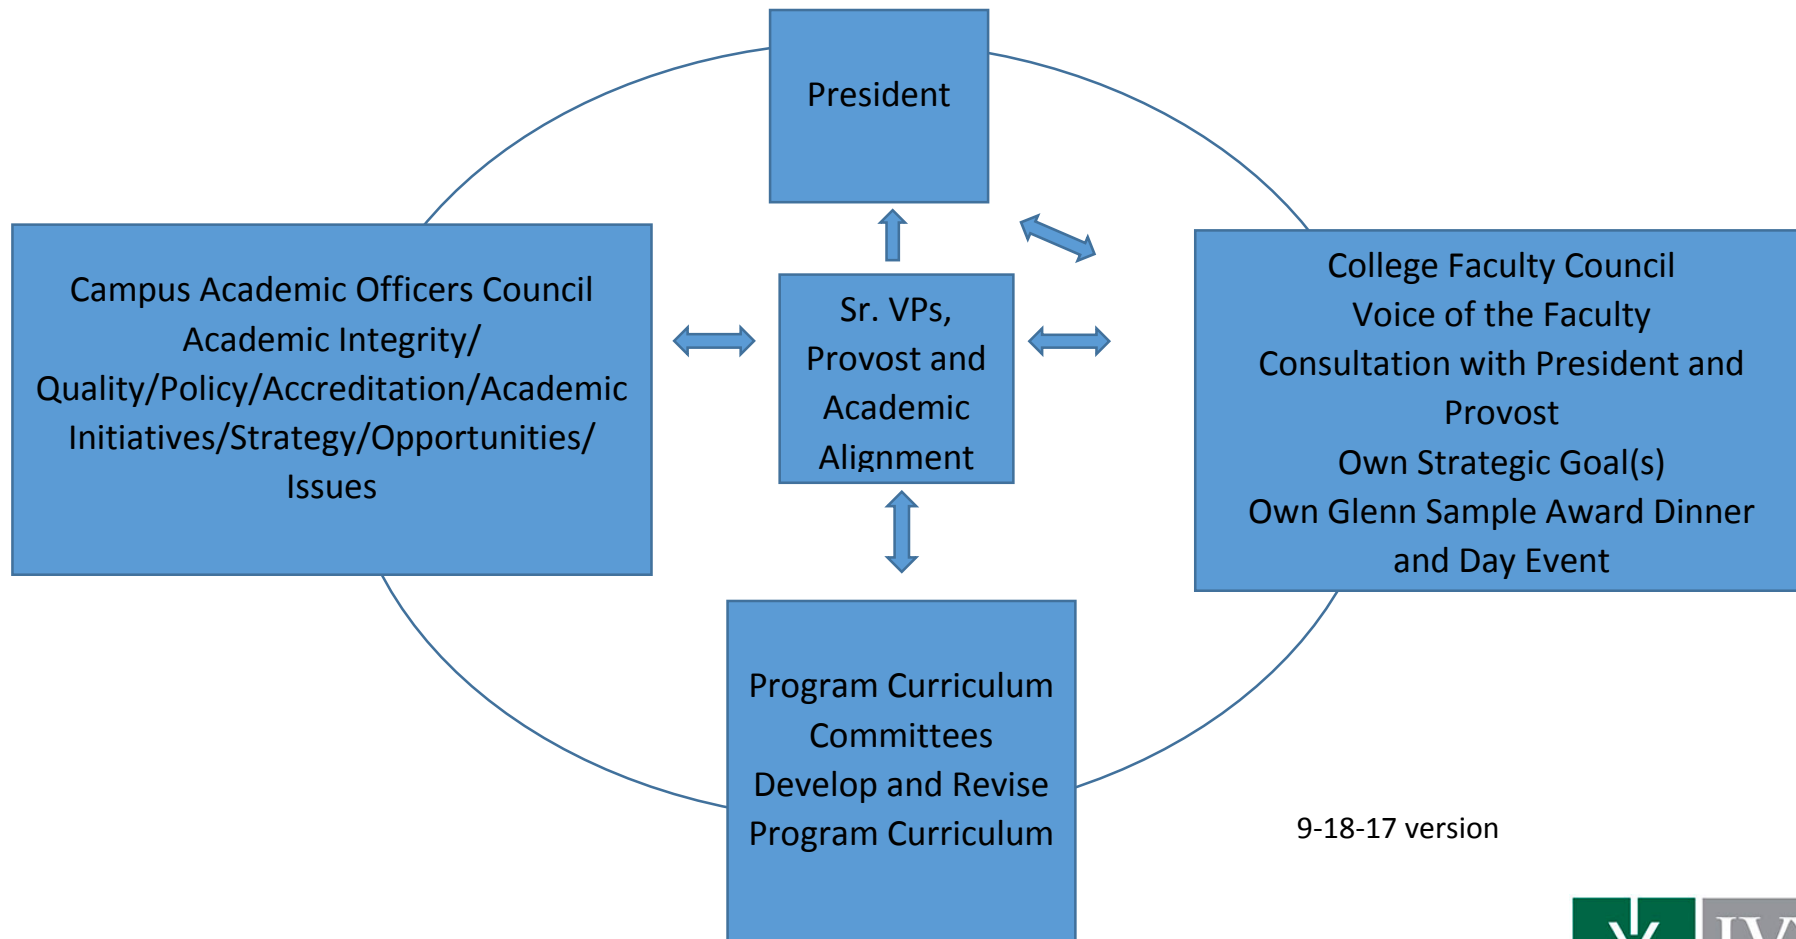 President
Campus Academic Officers Council
Academic Integrity/
Quality/Policy/Accreditation/Academic
Initiatives/Strategy/Opportunities/
Issues
Sr. VPs,
Provost and
Academic
Alignment
College Faculty Council
Voice of the Faculty
Consultation with President and
Provost
Own Strategic Goal(s)
Own Glenn Sample Award Dinner
and Day Event
Program Curriculum
Committees
Develop and Revise
Program Curriculum
9-18-17 version